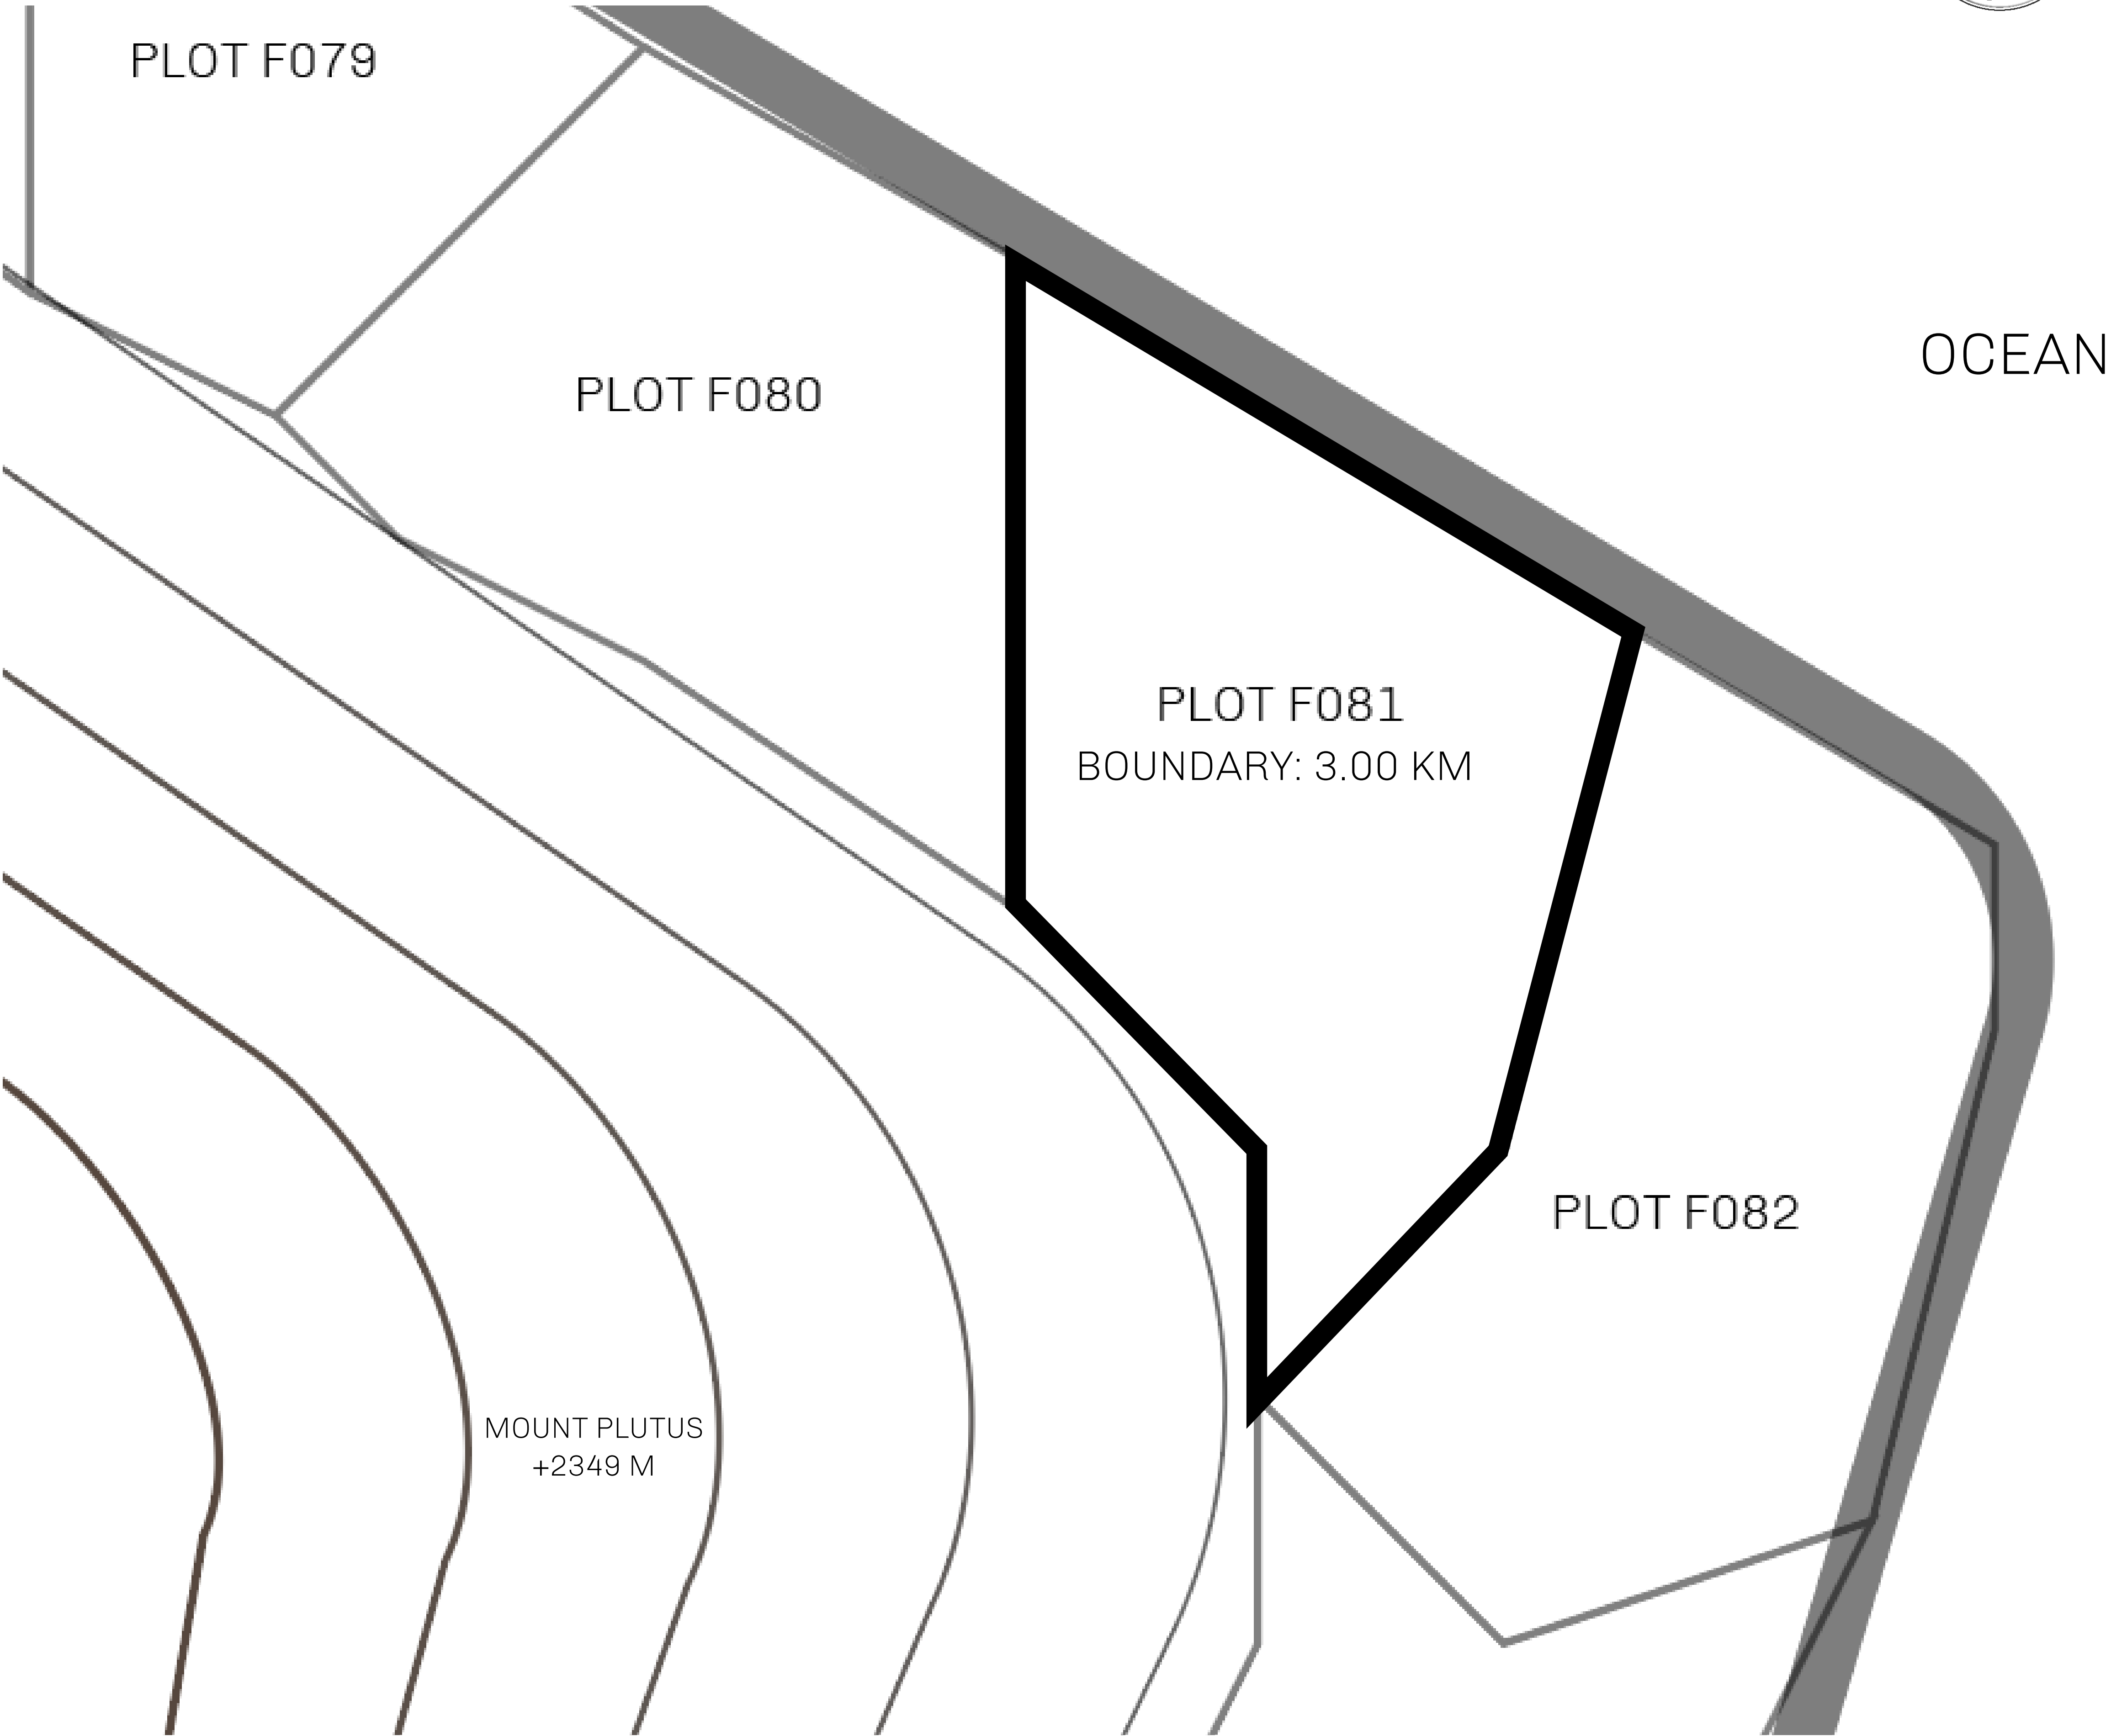 PLOT F079
OCEAN
PLOT F080
PLOT F081
BOUNDARY: 3.00 KM
PLOT F082
MOUNT PLUTUS
+2349 M